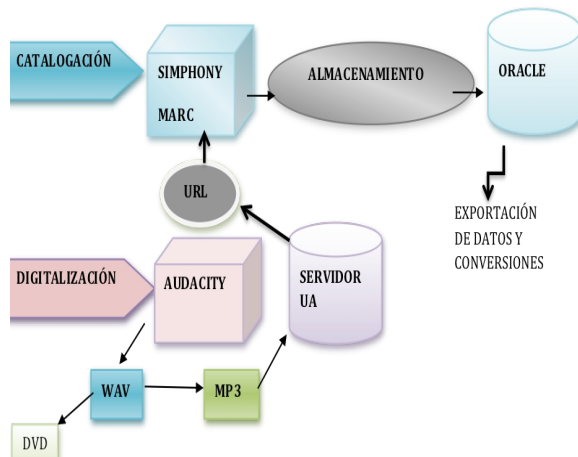 CATALOGACIÓN
SIMPHONY
MARC
ALMACENAMIENTO
ORACLE
URL
EXPORTACIÓN
DE DATOS Y
CONVERSIONES
DIGITALIZACIÓN
AUDACITY
SERVIDOR
UA
WAV
MP3
DVD